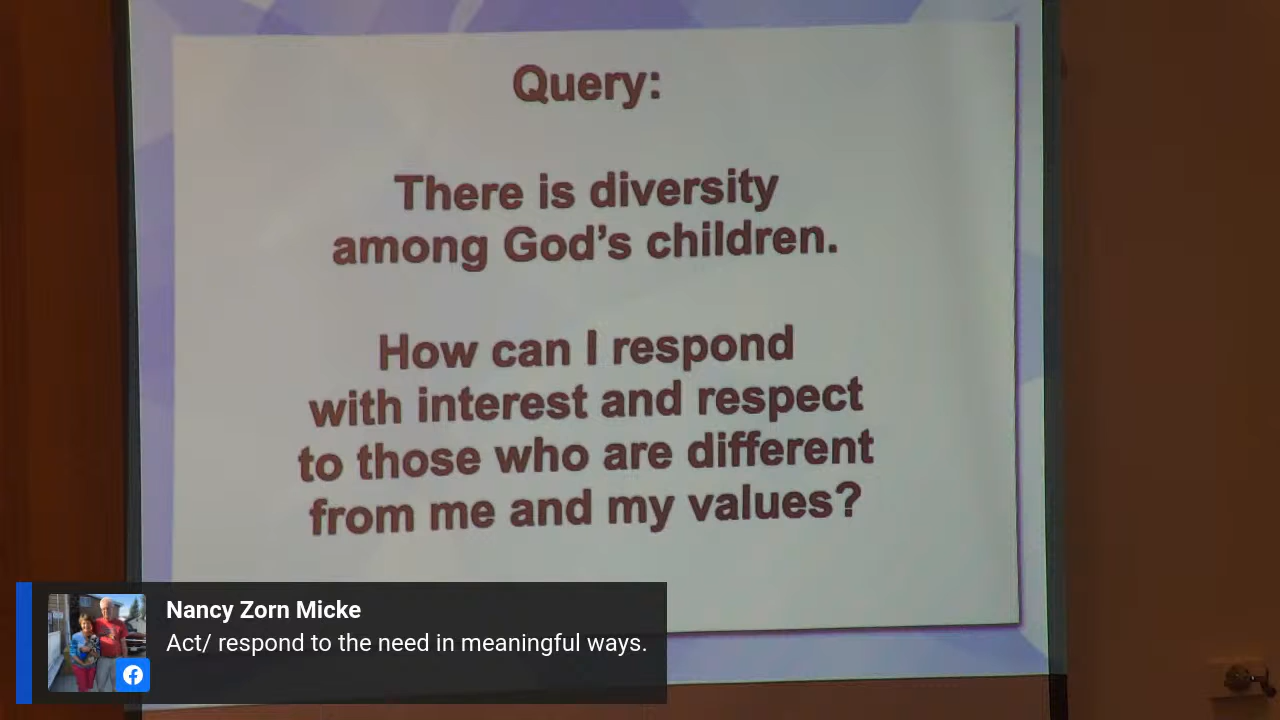 Query:
There is diversity
among God's children.
How can I respond
with interest and respect
to those who are different
from me and my values?
Nancy Zorn Micke
Act/ respond to the need in meaningful ways.